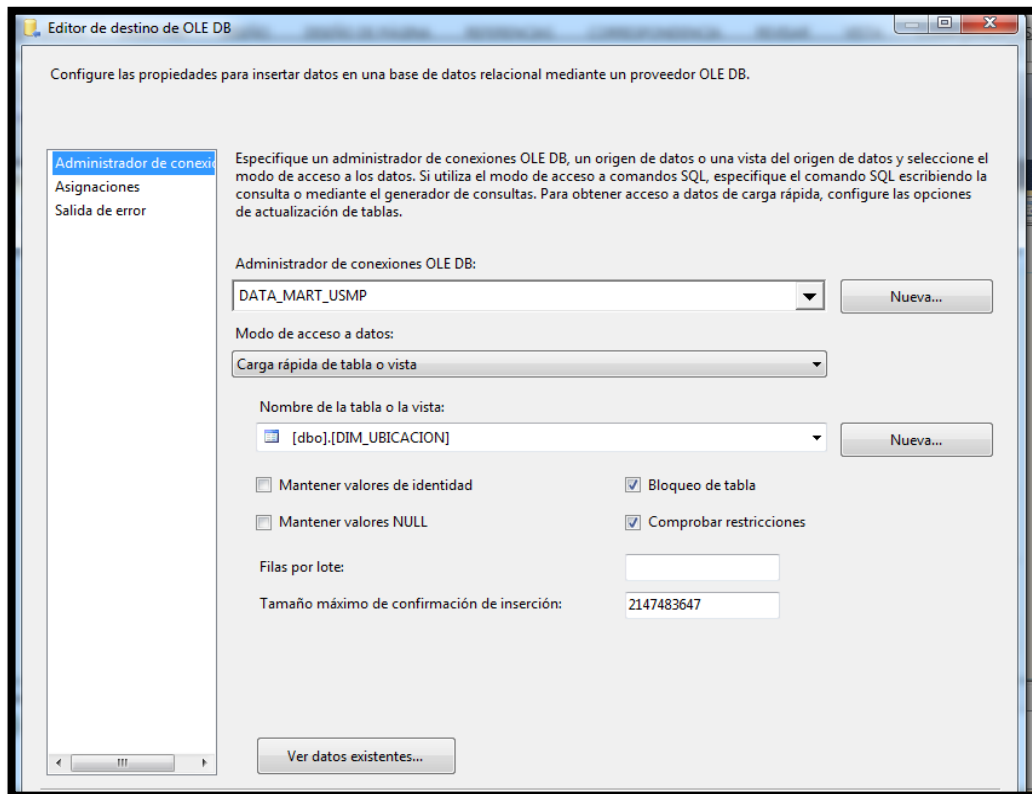 Editor de destino de OLE DB
Configure las propiedades para insertar datos en una base de datos relacional mediante un proveedor OLE DB.
Administrador de conexió
Asignaciones
Salida de error
Especifique un administrador de conexiones OLE DB, un origen de datos o una vista del origen de datos y seleccione el
modo de acceso a los datos. Si utiliza el modo de acceso a comandos SQL, especifique el comando SQL escribiendo la
consulta o mediante el generador de consultas. Para obtener acceso a datos de carga rápida, configure las opciones
de actualización de tablas.
Administrador de conexiones OLE DB:
DATA_MART_USMP
Nueva...
Modo de acceso a datos:
Carga rápida de tabla o vista
Nombre de la tabla o la vista:
[dbo].[DIM_UBICACION]
Nueva...
Mantener valores de identidad
Bloqueo de tabla
Mantener valores NULL
Comprobar restricciones
Filas por lote:
Tamaño máximo de confirmación de inserción:
2147483647
Ver datos existentes...